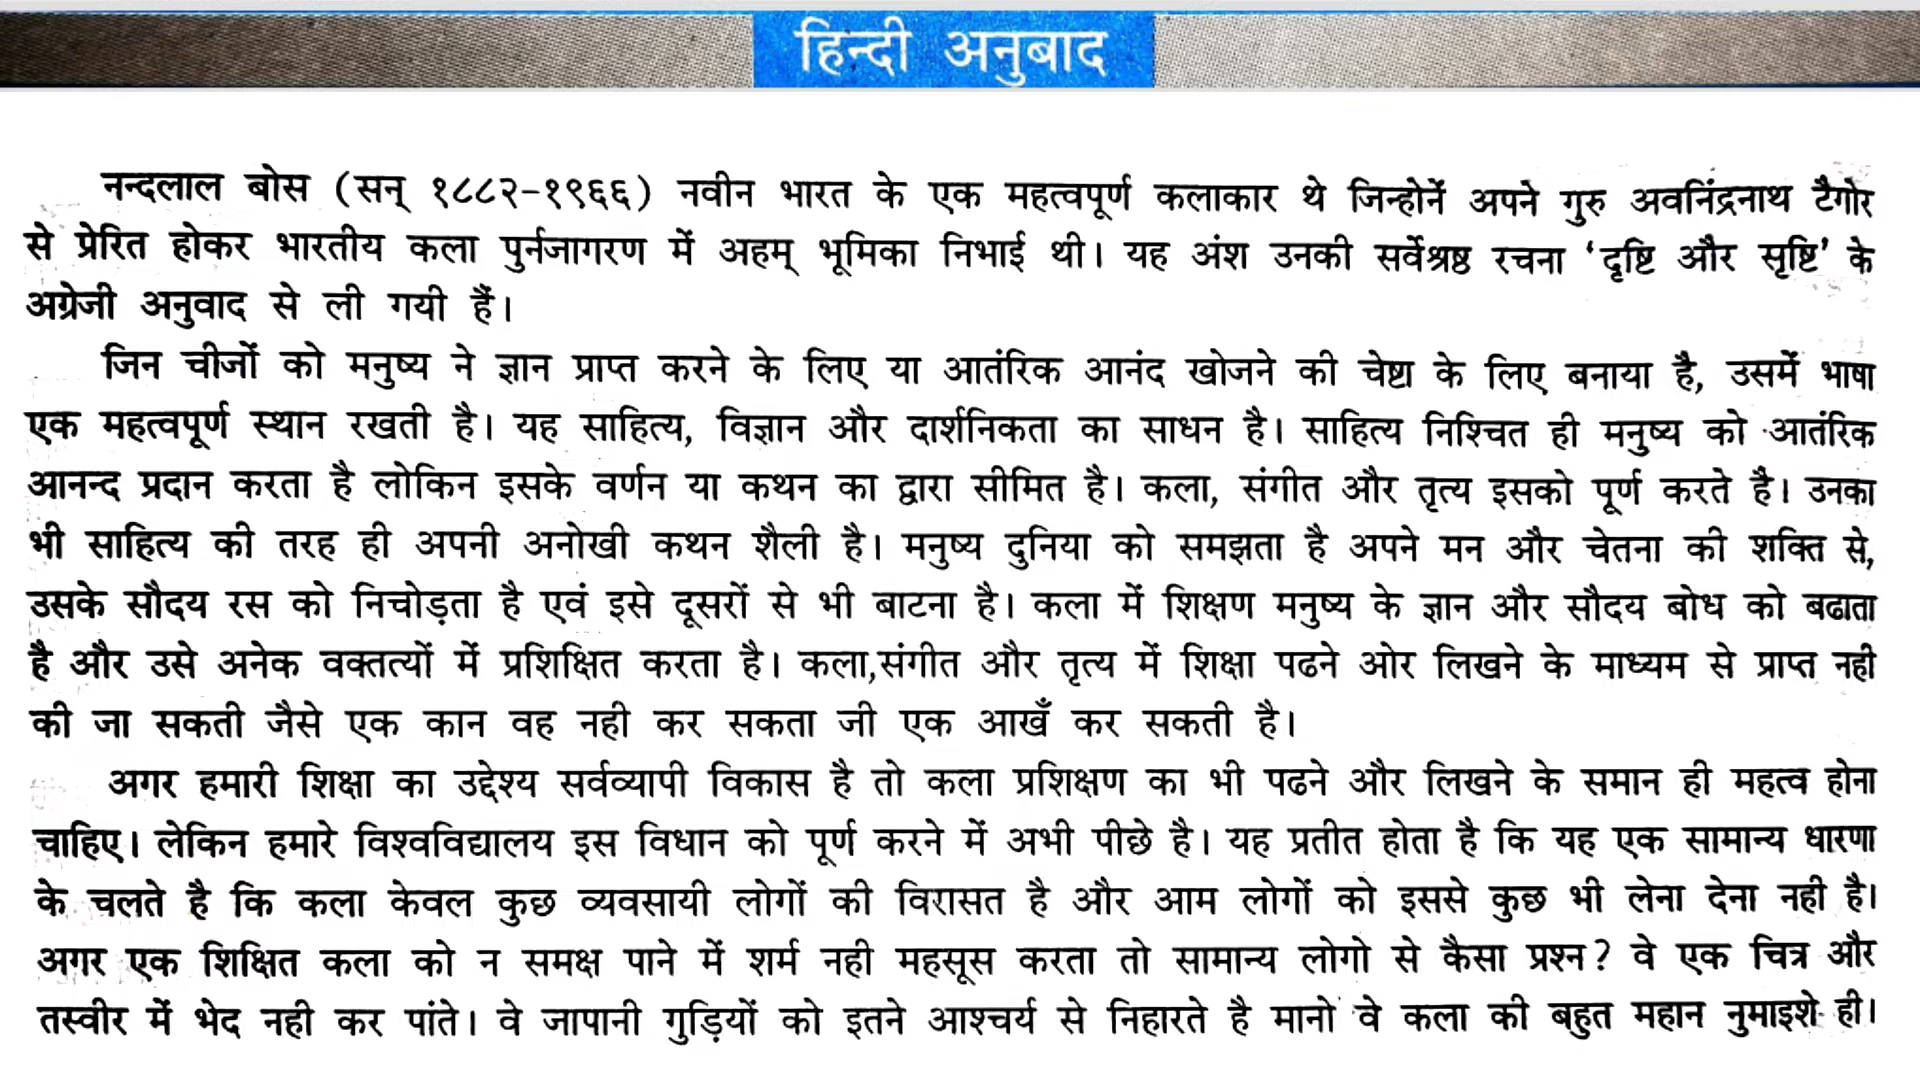 हिन्दी अनुबाद
नन्दलाल बोस (सन् १८८२-१९६६) नवीन भारत के एक महत्वपूर्ण कलाकार थे जिन्होनें अपने गुरु अवनिंद्रनाथ टैगोर
से प्रेरित होकर भारतीय कला पुर्नजागरण में अहम् भूमिका निभाई थी। यह अंश उनकी सर्वेश्रष्ठ रचना ‘दृष्टि और सृष्टि’ के
अग्रेजी अनुवाद से ली गयी हैं।
जिन चीजों को मनुष्य ने ज्ञान प्राप्त करने के लिए या आतंरिक आनंद खोजने की चेष्टा के लिए बनाया है, उसमें भाषा
एक महत्वपूर्ण स्थान रखती है। यह साहित्य, विज्ञान और दार्शनिकता का साधन है। साहित्य निश्चित ही मनुष्य को आतंरिक
आनन्द प्रदान करता है लोकिन इसके वर्णन या कथन का द्वारा सीमित है। कला, संगीत और तृत्य इसको पूर्ण करते है। उनका
भी साहित्य की तरह ही अपनी अनोखी कथन शैली है। मनुष्य दुनिया को समझता है अपने मन और चेतना की शक्ति से,
उसके सौदय रस को निचोड़ता है एवं इसे दूसरों से भी बाटना है। कला में शिक्षण मनुष्य के ज्ञान और सौदय बोध को बढाता
है और उसे अनेक वक्तत्यों में प्रशिक्षित करता है। कला,संगीत और तृत्य में शिक्षा पढने ओर लिखने के माध्यम से प्राप्त नही
की जा सकती जैसे एक कान वह नही कर सकता जी एक आखँ कर सकती है।
अगर हमारी शिक्षा का उद्देश्य सर्वव्यापी विकास है तो कला प्रशिक्षण का भी पढने और लिखने के समान ही महत्व होना
चाहिए। लेकिन हमारे विश्वविद्यालय इस विधान को पूर्ण करने में अभी पीछे है। यह प्रतीत होता है कि यह एक सामान्य धारणा
के चलते है कि कला केवल कुछ व्यवसायी लोगों की विरासत है और आम लोगों को इससे कुछ भी लेना देना नही है।
अगर एक शिक्षित कला को न समक्ष पाने में शर्म नही महसूस करता तो सामान्य लोगो से कैसा प्रश्न? वे एक चित्र और
तस्वीर में भेद नही कर पांते। वे जापानी गुड़ियों को इतने आश्चर्य से निहारते है मानो वे कला की बहुत महान नुमाइशे ही।